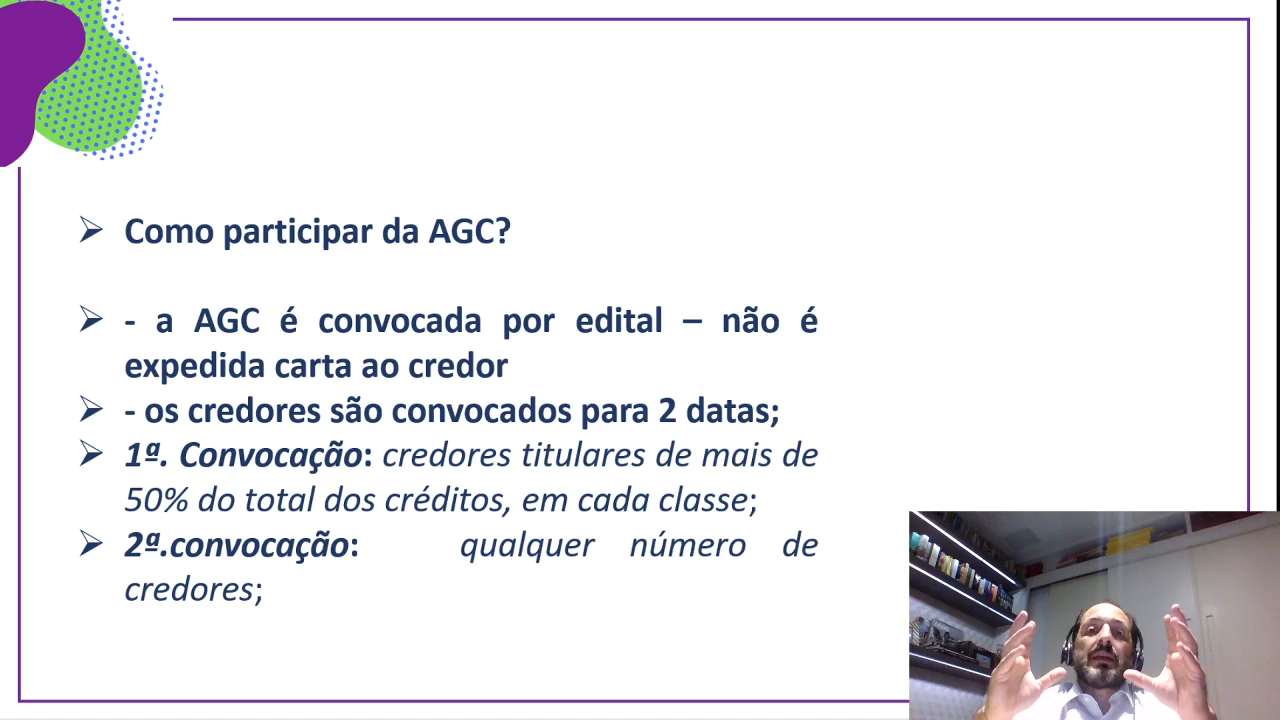 ➢ Como participar da AGC?
➢ - a AGC é convocada por edital – não é
expedida carta ao credor
➢ - os credores são convocados para 2 datas;
➢ 1ª. Convocação: credores titulares de mais de
50% do total dos créditos, em cada classe;
➢ 2ª.convocação: qualquer número de
credores;